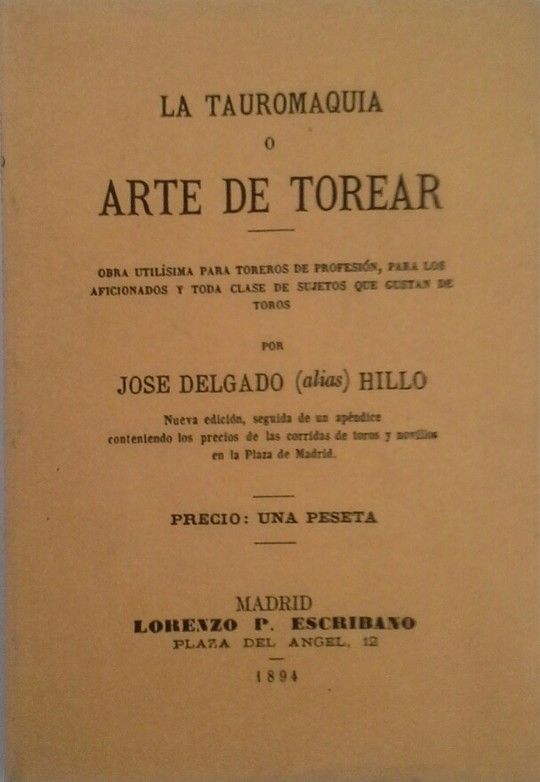 LA TAUROMAQUIA
O
ARTE DE TOREAR
OBRA UTILÍSIMA PARA TOREROS DE PROFESIÓN, PARA LOS
AFICIONADOS Y TODA CLASE DE SUJETOS QUE GUSTAN DE
TOROS
POR
JOSE DELGADO (alias) HILLO
Nueva edición, seguida de un apéndice
conteniendo los precios de las corridas de toros y novillos
en la Plaza de Madrid.
PRECIO: UNA PESETA
MADRID
LORENZO P. ESCRIBANO
PLAZA DEL ANGEL, 12
1894